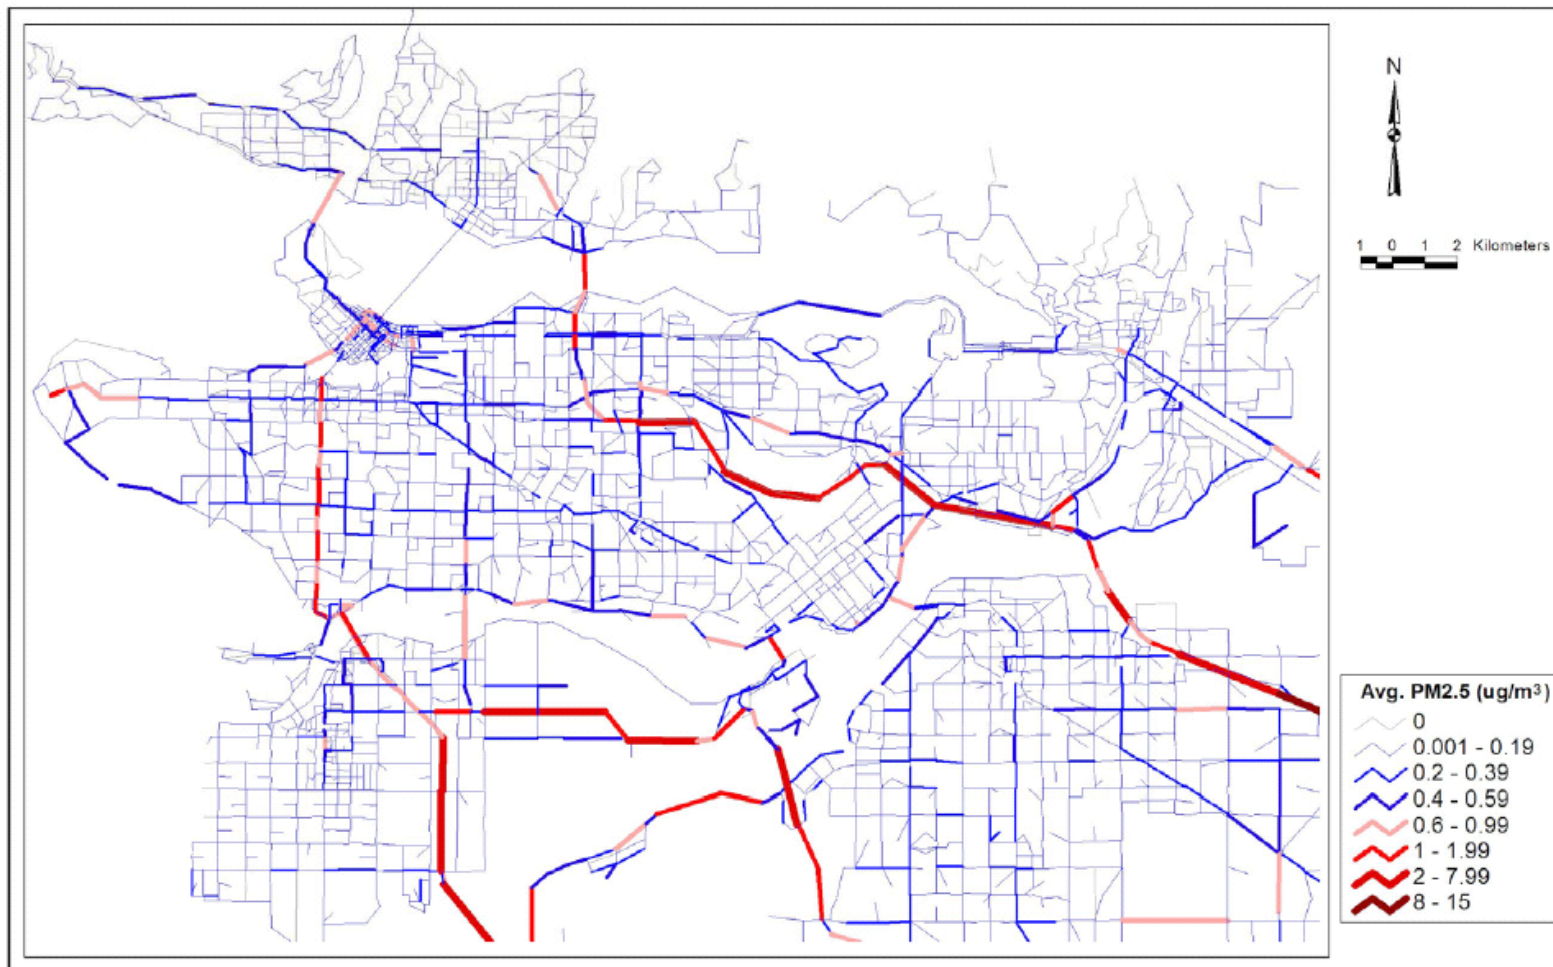 N
1 0 1 2 Kilometers
Avg. PM2.5 (ug/m³)
0
0.001 - 0.19
0.2 - 0.39
0.4 - 0.59
0.6 - 0.99
1 - 1.99
2 - 7.99
8 - 15